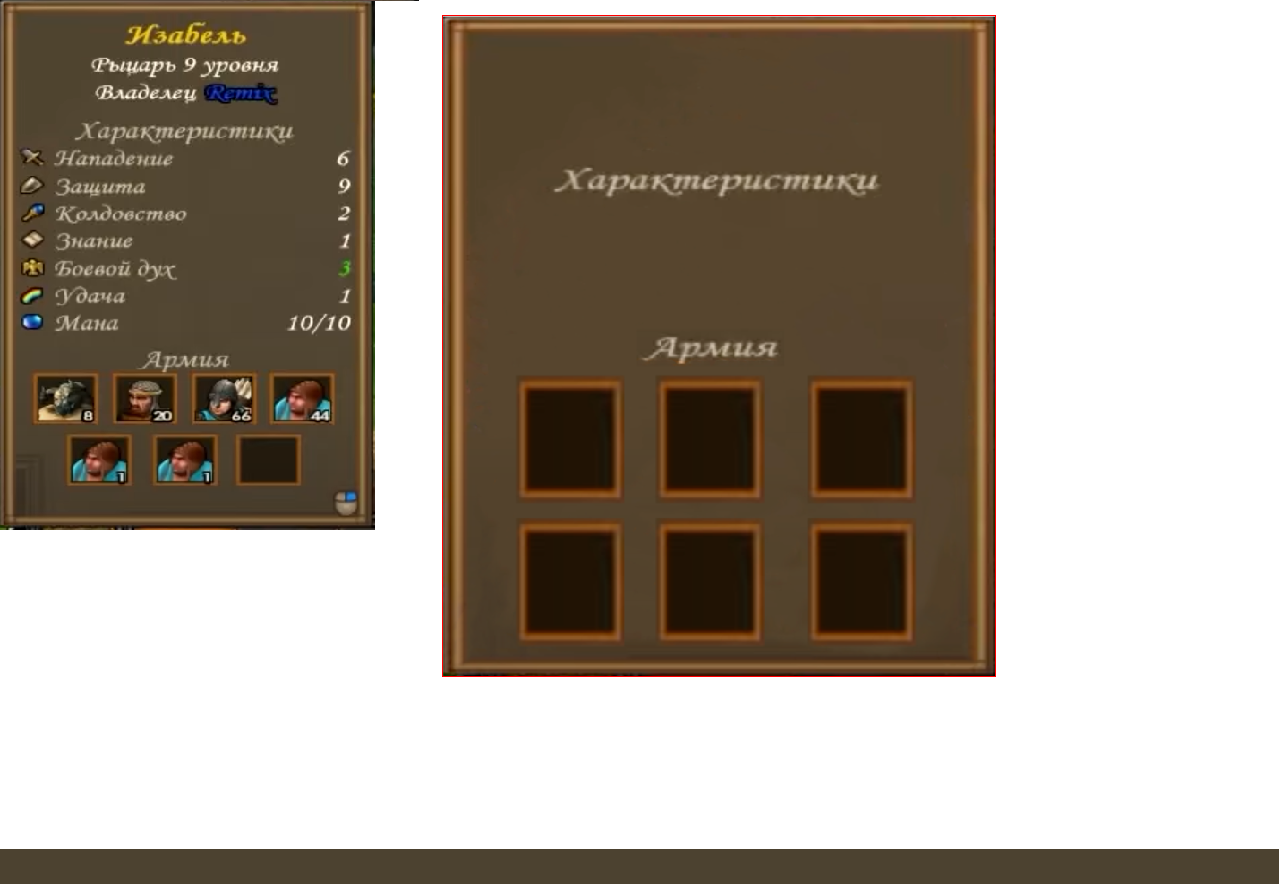 Изабель
Рыцарь 9 уровня
Владелец Remix
Характеристики
Нападение 6
Защита 9
Колдовство 2
Знание 1
Боевой дух 3
Удача 1
Мана 10/10
Армия
8 20 66 44
1 1
Характеристики
Армия